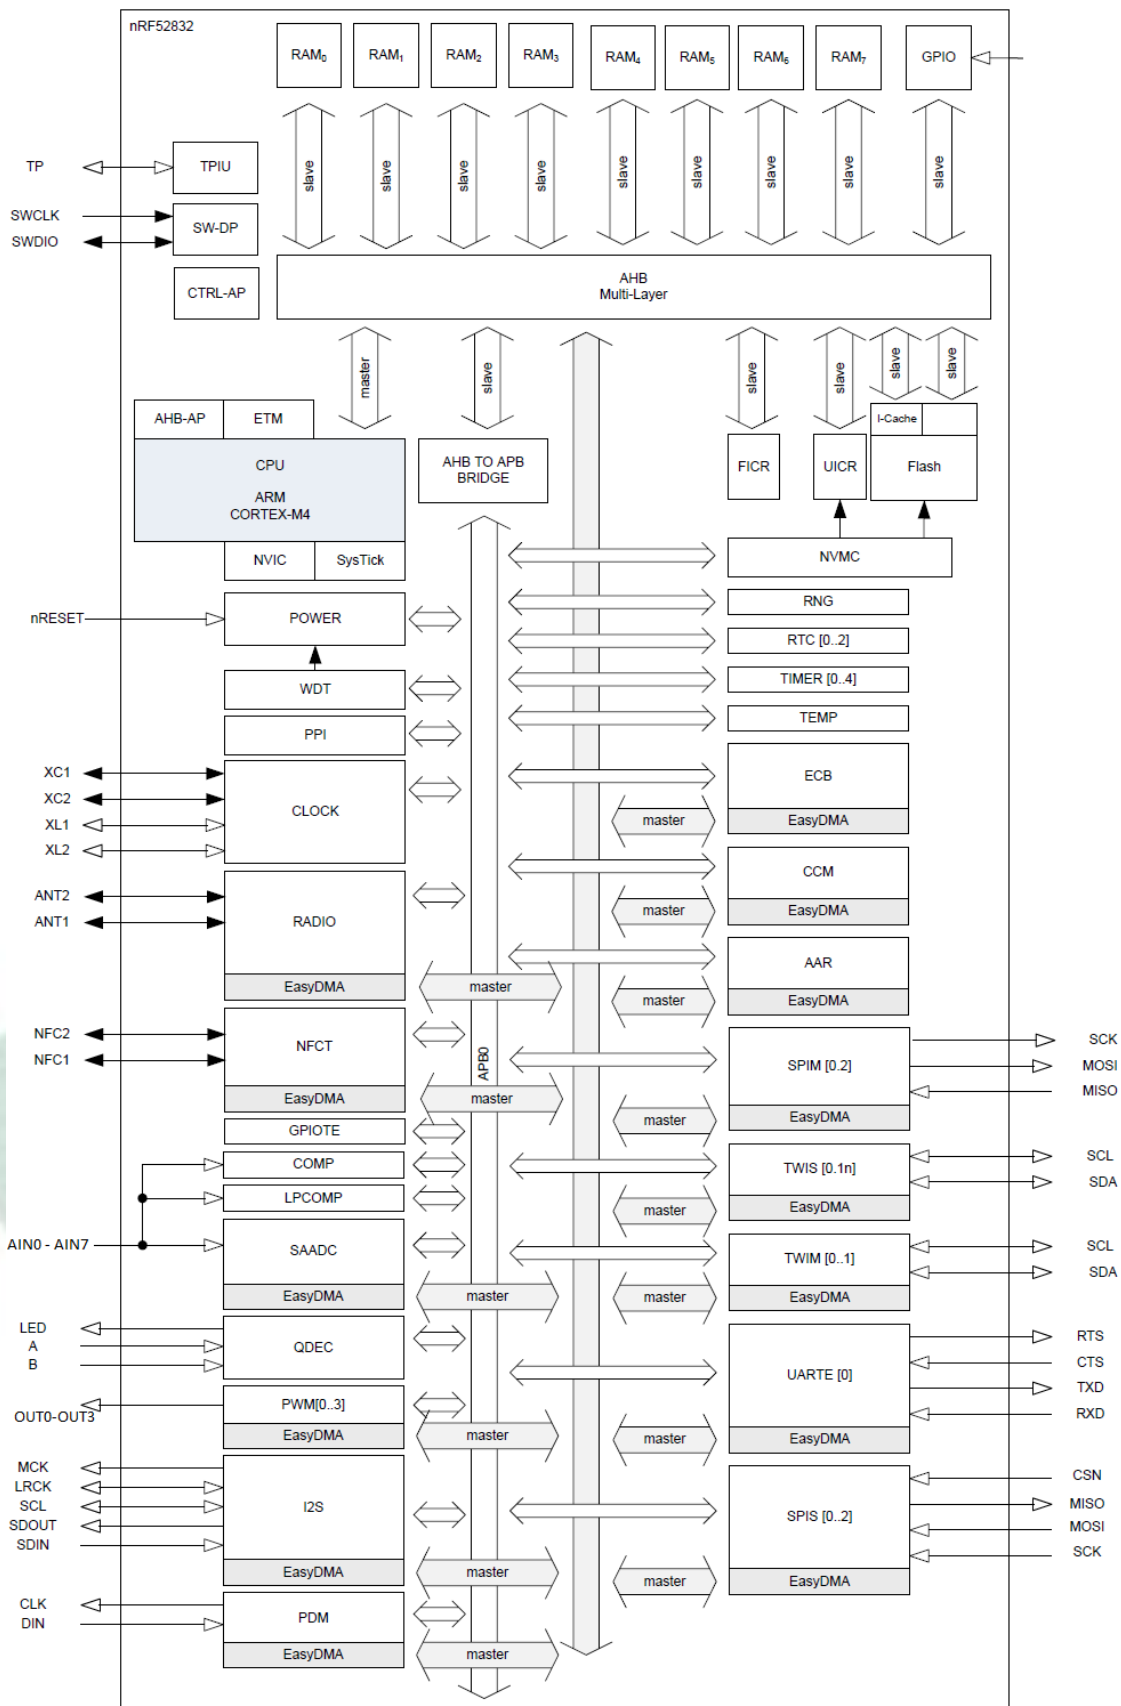 nRF52832
RAM0 RAM1 RAM2 RAM3 RAM4 RAM5 RAM6 RAM7 GPIO
slave slave slave slave slave slave slave slave slave
TP TPIU
SWCLK
SWDIO
SW-DP
CTRL-AP
AHB
Multi-Layer
master slave slave slave slave slave
AHB-AP ETM
CPU
ARM
CORTEX-M4
NVIC SysTick
AHB TO APB
BRIDGE
FICR UICR
I-Cache
Flash
NVMC
nRESET POWER
RNG
RTC [0..2]
WDT
TIMER [0..4]
PPI
TEMP
XC1
XC2
XL1
XL2
CLOCK
ECB
master EasyDMA
ANT2
ANT1
RADIO
EasyDMA master
CCM
master EasyDMA
AAR
master EasyDMA
APB0
NFC2
NFC1
NFCT
EasyDMA master
SPIM [0.2]
master EasyDMA
SCK
MOSI
MISO
GPIOTE
COMP
LPCOMP
AIN0 - AIN7
SAADC
EasyDMA master
TWIS [0.1n]
master EasyDMA
SCL
SDA
TWIM [0..1]
master EasyDMA
SCL
SDA
LED
A
B
QDEC
OUT0-OUT3
PWM[0..3]
EasyDMA master
UARTE [0]
master EasyDMA
RTS
CTS
TXD
RXD
MCK
LRCK
SCL
SDOUT
SDIN
I2S
EasyDMA master
SPIS [0..2]
master EasyDMA
CSN
MISO
MOSI
SCK
CLK
DIN
PDM
EasyDMA master